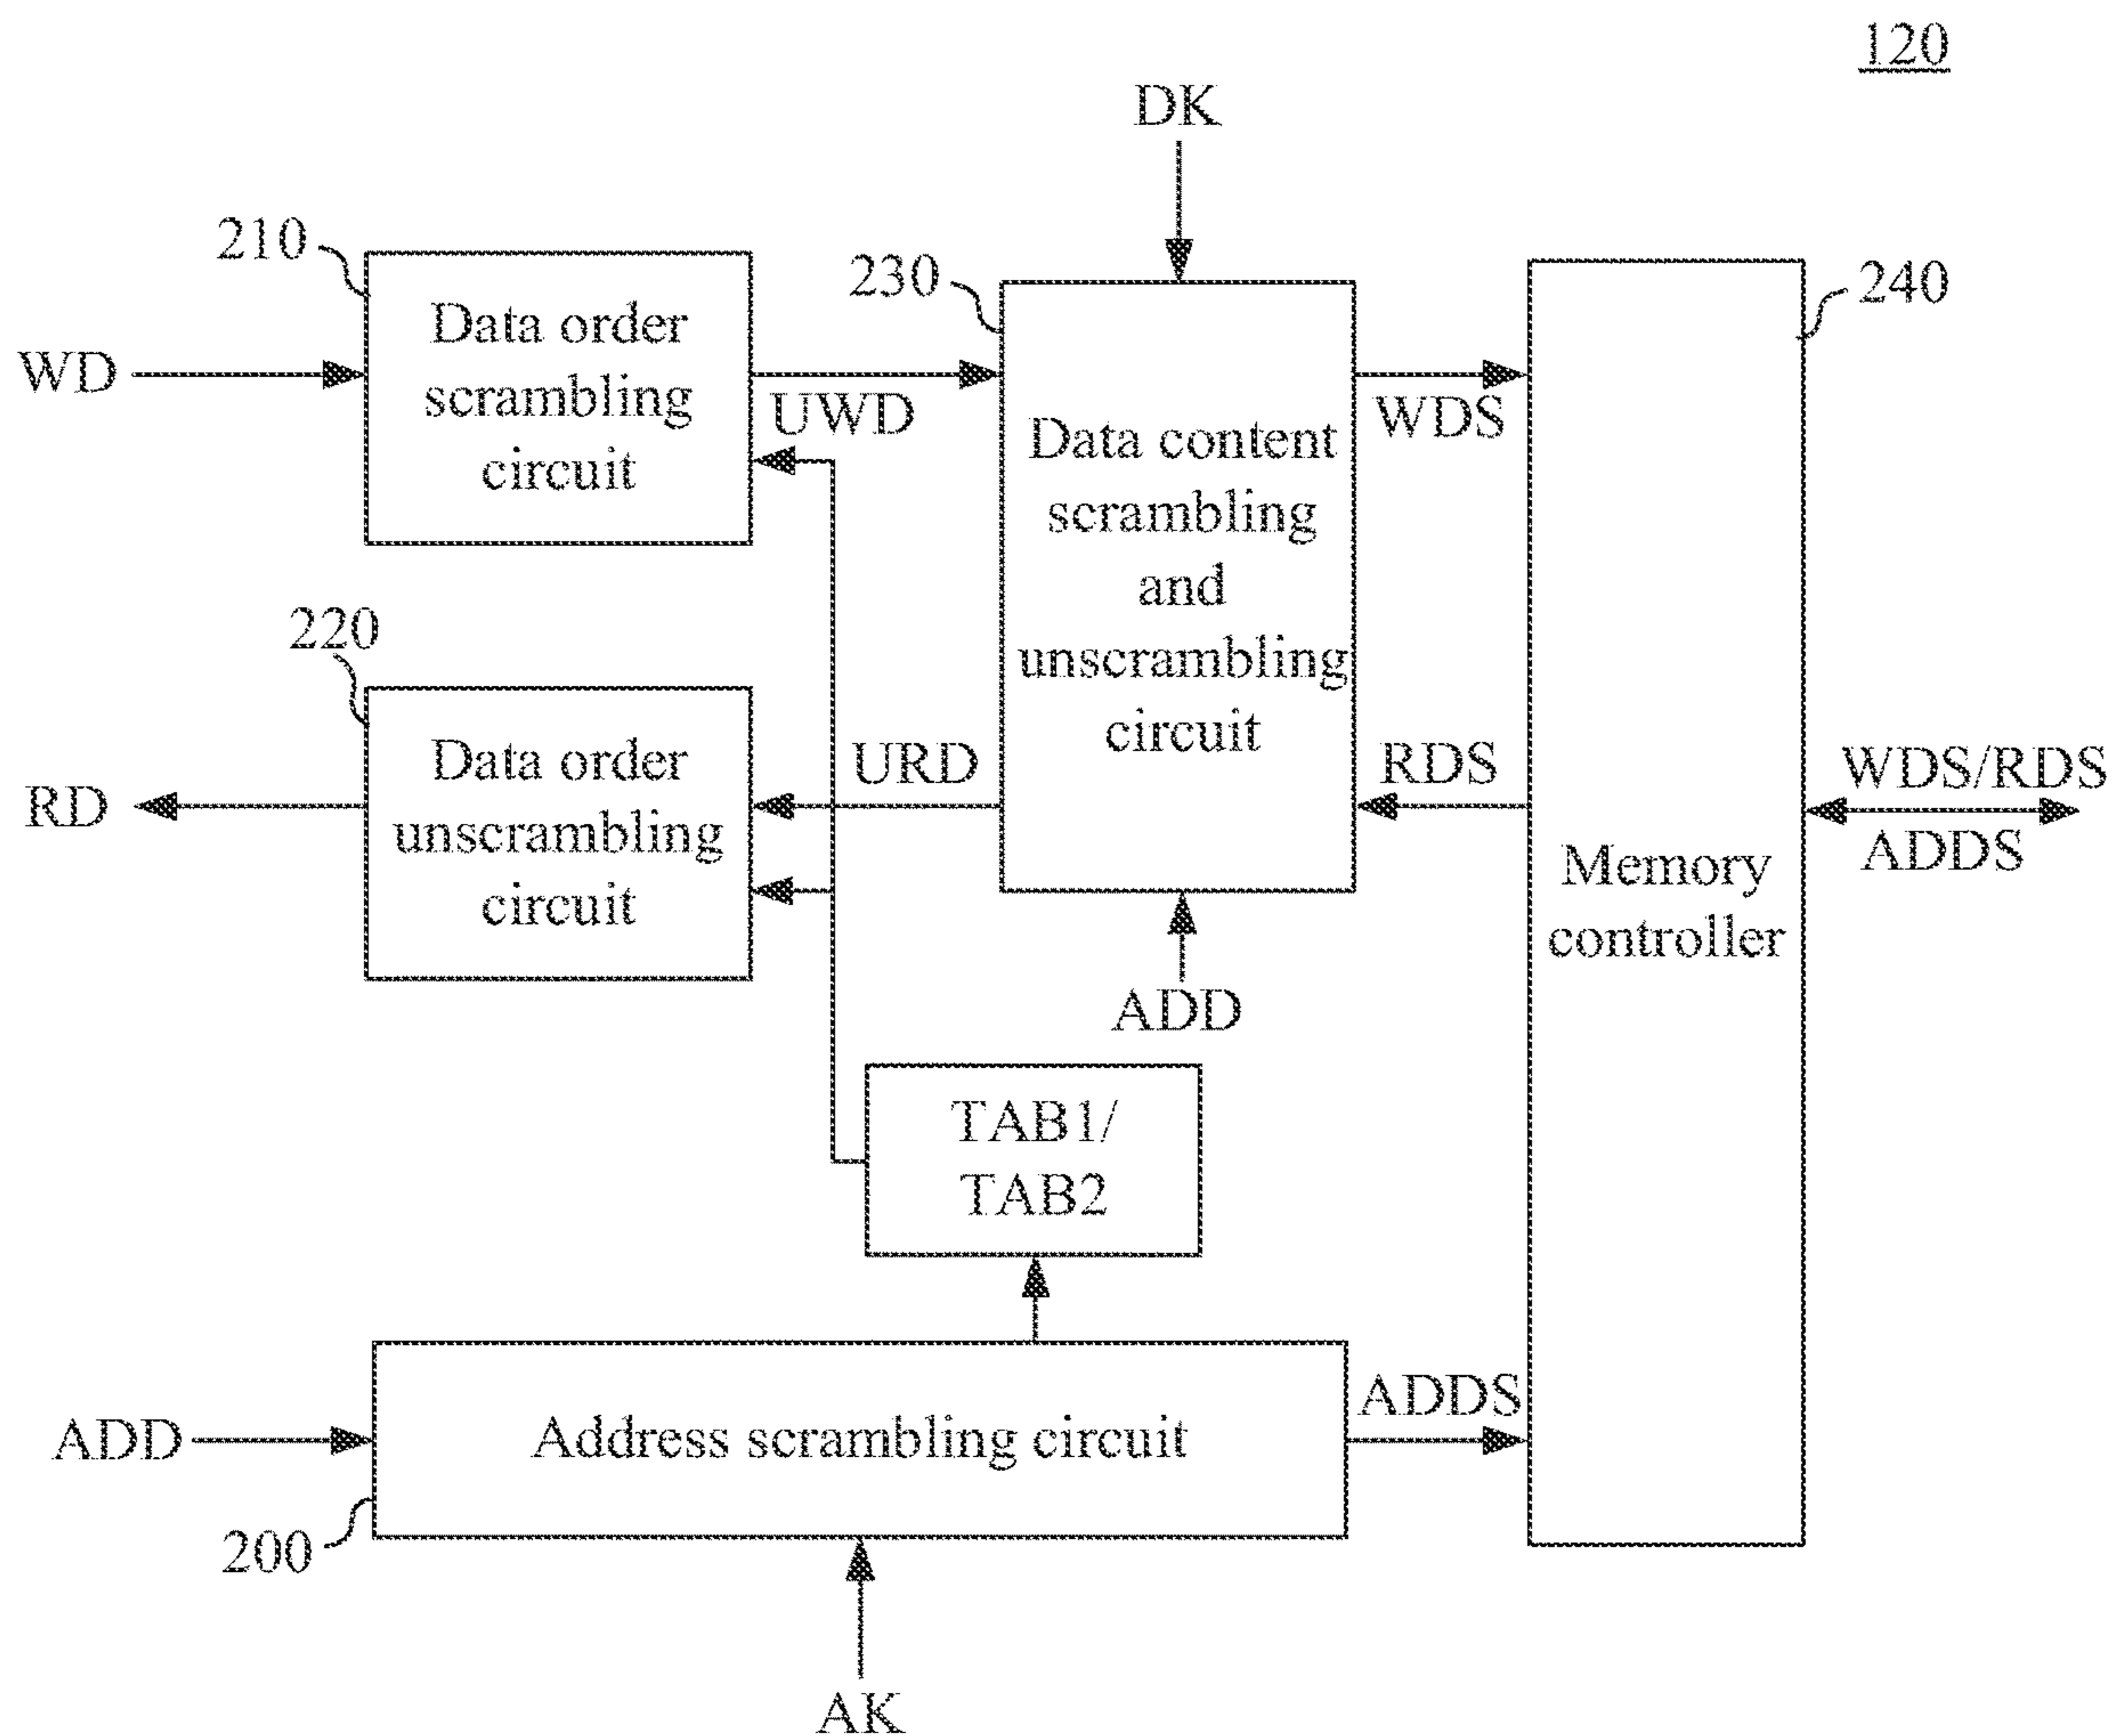 120
DK
210
Data order
scrambling
circuit
WD
UWD
230
Data content
scrambling
and
unscrambling
circuit
WDS
240
220
Data order
unscrambling
circuit
RD
URD
RDS
WDS/RDS
ADDS
Memory
controller
ADD
TAB1/
TAB2
ADD
Address scrambling circuit
ADDS
200
AK